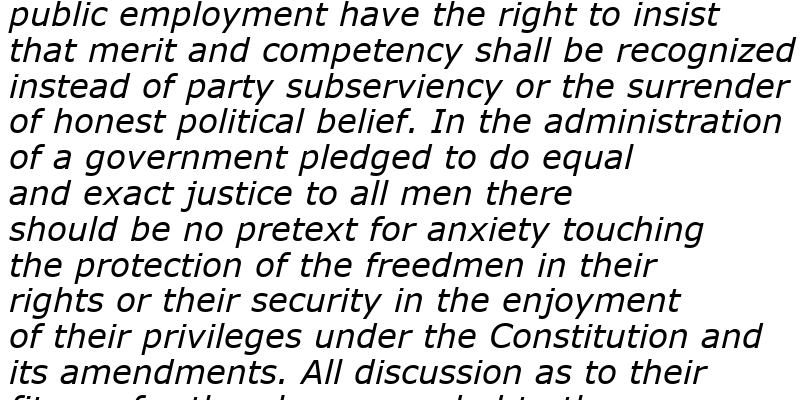 public employment have the right to insist
that merit and competency shall be recognized
instead of party subserviency or the surrender
of honest political belief. In the administration
of a government pledged to do equal
and exact justice to all men there
should be no pretext for anxiety touching
the protection of the freedmen in their
rights or their security in the enjoyment
of their privileges under the Constitution and
its amendments. All discussion as to their